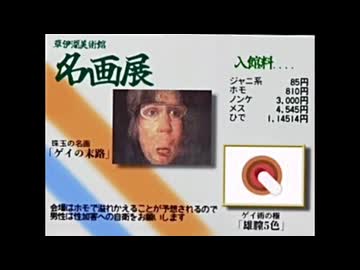 草伊澤美術館
名画展
入館料....
ジャニ系 85円
ホモ 810円
ノンケ 3,000円
メス 4,545円
ひで 1,14514円
珠玉の名画
「ゲイの末路」
会場はホモで溢れかえることが予想されるので
男性は性加害への自衛をお願いします
ゲイ術の極
「雄膣5色」